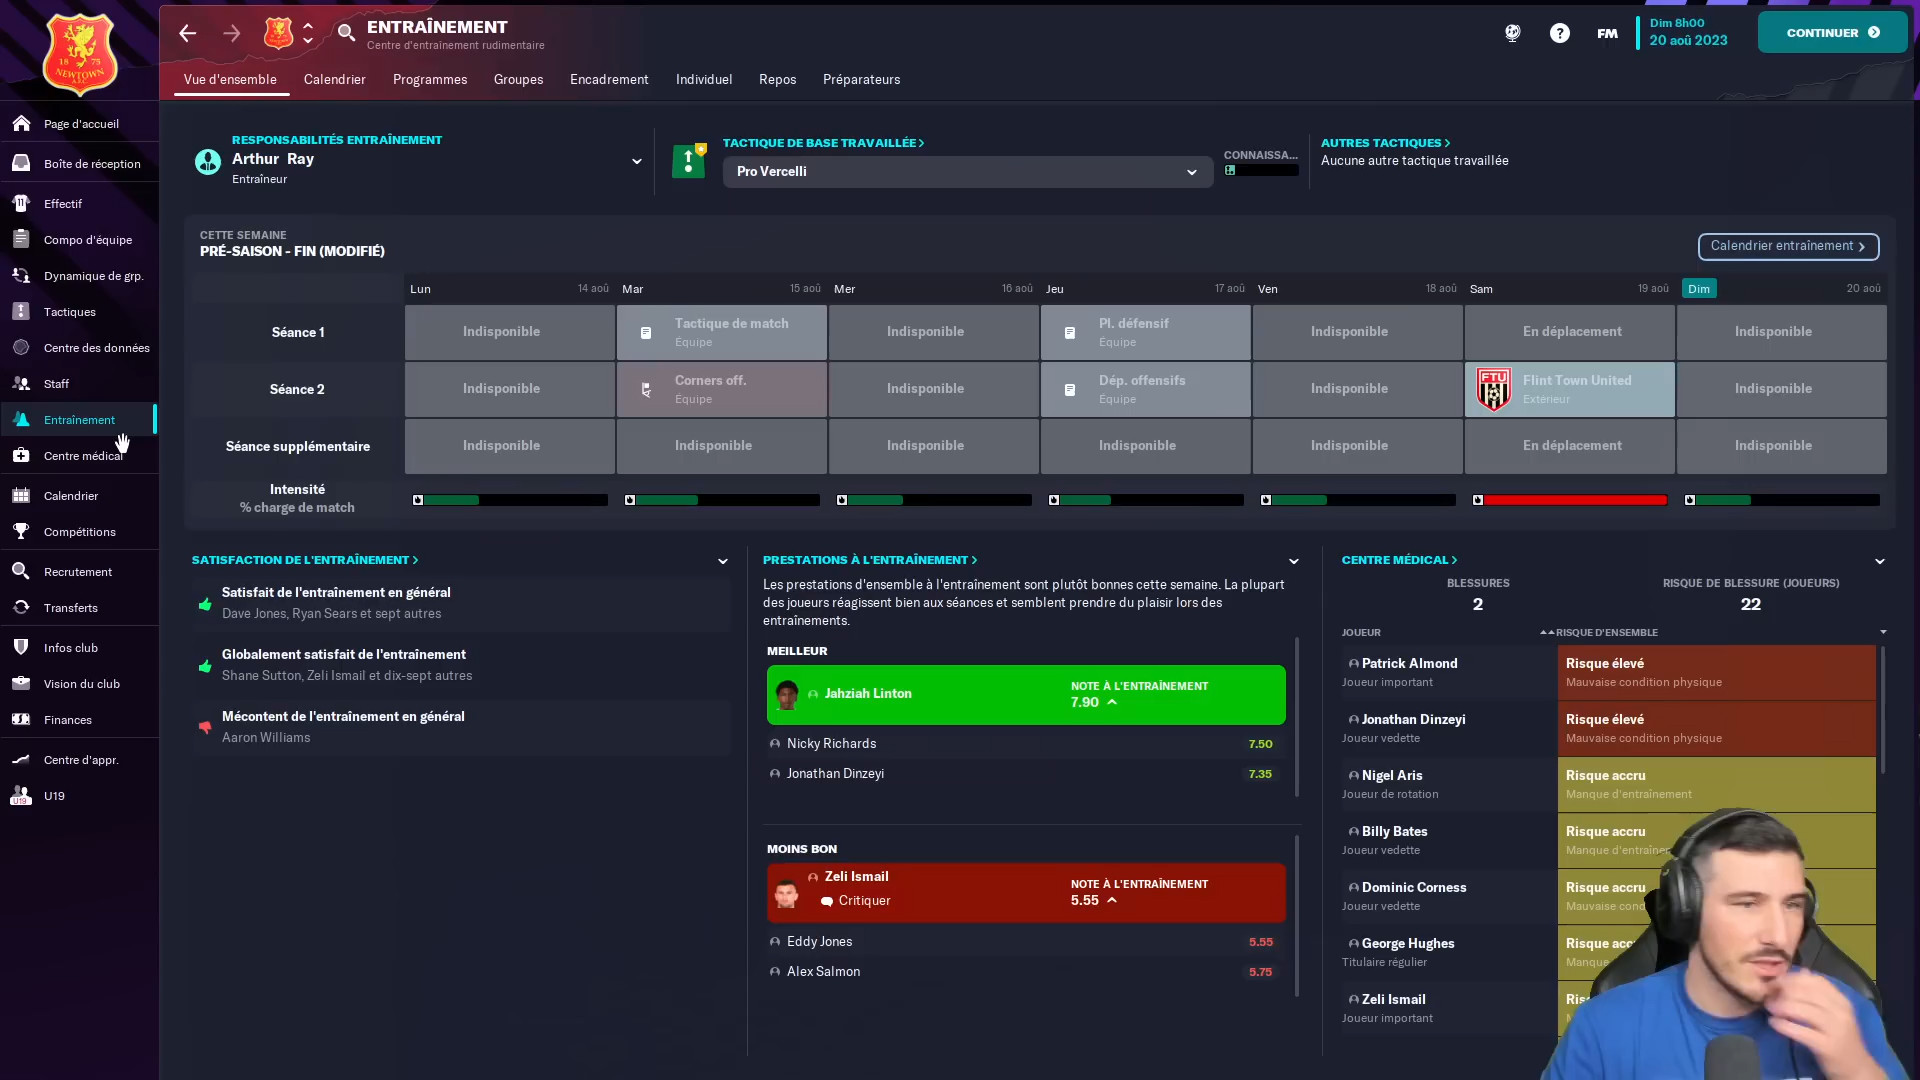 1875
NEWTOWN
A.F.C.
Page d'accueil
Boîte de réception
Effectif
Compo d'équipe
Dynamique de grp.
Tactiques
Centre des données
Staff
Entraînement
Centre médical
Calendrier
Compétitions
Recrutement
Transferts
Infos club
Vision du club
Finances
Centre d'appr.
U19
ENTRAÎNEMENT
Centre d'entraînement rudimentaire
FM
Dim 8h00
20 aoû 2023
CONTINUER
Vue d'ensemble
Calendrier
Programmes
Groupes
Encadrement
Individuel
Repos
Préparateurs
RESPONSABILITÉS ENTRAÎNEMENT
Arthur Ray
Entraîneur
TACTIQUE DE BASE TRAVAILLÉE >
Pro Vercelli
CONNAISSA...
AUTRES TACTIQUES >
Aucune autre tactique travaillée
CETTE SEMAINE
PRÉ-SAISON - FIN (MODIFIÉ)
Calendrier entraînement >
Lun 14 aoû
Mar 15 aoû
Mer 16 aoû
Jeu 17 aoû
Ven 18 aoû
Sam 19 aoû
Dim 20 aoû
Séance 1
Indisponible
Tactique de match
Équipe
Indisponible
Pl. défensif
Équipe
Indisponible
En déplacement
Indisponible
Séance 2
Indisponible
Corners off.
Équipe
Indisponible
Dép. offensifs
Équipe
Indisponible
FTU
Flint Town United
Extérieur
Indisponible
Séance supplémentaire
Indisponible
Indisponible
Indisponible
Indisponible
Indisponible
En déplacement
Indisponible
Intensité
% charge de match
SATISFACTION DE L'ENTRAÎNEMENT >
Satisfait de l'entraînement en général
Dave Jones, Ryan Sears et sept autres
Globalement satisfait de l'entraînement
Shane Sutton, Zeli Ismail et dix-sept autres
Mécontent de l'entraînement en général
Aaron Williams
PRESTATIONS À L'ENTRAÎNEMENT >
Les prestations d'ensemble à l'entraînement sont plutôt bonnes cette semaine. La plupart
des joueurs réagissent bien aux séances et semblent prendre du plaisir lors des
entraînements.
MEILLEUR
Jahziah Linton
NOTE À L'ENTRAÎNEMENT
7.90
Nicky Richards 7.50
Jonathan Dinzeyi 7.35
MOINS BON
Zeli Ismail
Critiquer
NOTE À L'ENTRAÎNEMENT
5.55
Eddy Jones 5.55
Alex Salmon 5.75
CENTRE MÉDICAL >
BLESSURES
2
RISQUE DE BLESSURE (JOUEURS)
22
JOUEUR
RISQUE D'ENSEMBLE
Patrick Almond
Joueur important
Risque élevé
Mauvaise condition physique
Jonathan Dinzeyi
Joueur vedette
Risque élevé
Mauvaise condition physique
Nigel Aris
Joueur de rotation
Risque accru
Manque d'entraînement
Billy Bates
Joueur vedette
Risque accru
Manque d'entraîner
Dominic Corness
Joueur vedette
Risque accru
Mauvaise cond
George Hughes
Titulaire régulier
Risque acc
Manque
Zeli Ismail
Joueur important
Ris